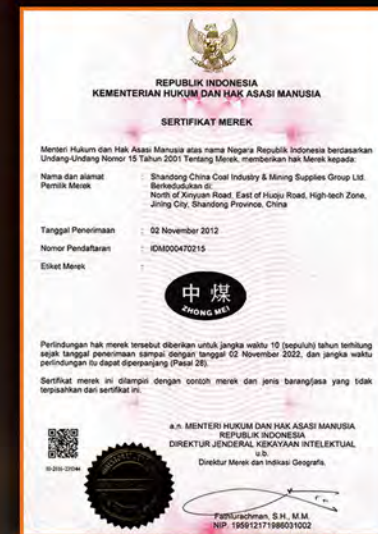 REPUBLIK INDONESIA
KEMENTERIAN HUKUM DAN HAK ASASI MANUSIA
SERTIFIKAT MEREK
Menteri Hukum dan Hak Asasi Manusia atas nama Negara Republik Indonesia berdasarkan
Undang-Undang Nomor 15 Tahun 2001 Tentang Merek, memberikan hak Merek kepada:
Nama dan alamat : Shandong China Coal Industry & Mining Supplies Group Ltd.
Pemilik Merek Berkedudukan di:
North of Xinyuan Road, East of Huoju Road, High-tech Zone,
Jining City, Shandong Province, China
Tanggal Penerimaan : 02 November 2012
Nomor Pendaftaran : IDM000470215
Etiket Merek :
中煤
ZHONG MEI
Perlindungan hak merek tersebut diberikan untuk jangka waktu 10 (sepuluh) tahun terhitung
sejak tanggal penerimaan sampai dengan tanggal 02 November 2022, dan jangka waktu
perlindungan itu dapat diperpanjang (Pasal 28).
Sertifikat merek ini dilampiri dengan contoh merek dan jenis barang/jasa yang tidak
terpisahkan dari sertifikat ini.
a.n. MENTERI HUKUM DAN HAK ASASI MANUSIA
REPUBLIK INDONESIA
DIREKTUR JENDERAL KEKAYAAN INTELEKTUAL
u.b.
Direktur Merek dan Indikasi Geografis,
Fathlurachman, S.H., M.M.
NIP. 195912171986031002